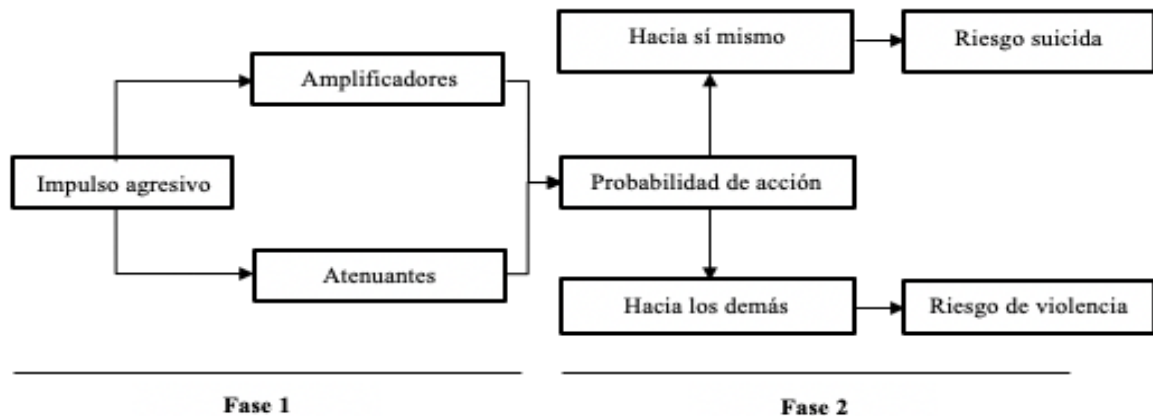 Impulso agresivo
Amplificadores
Atenuantes
Probabilidad de acción
Hacia sí mismo
Riesgo suicida
Hacia los demás
Riesgo de violencia
Fase 1
Fase 2